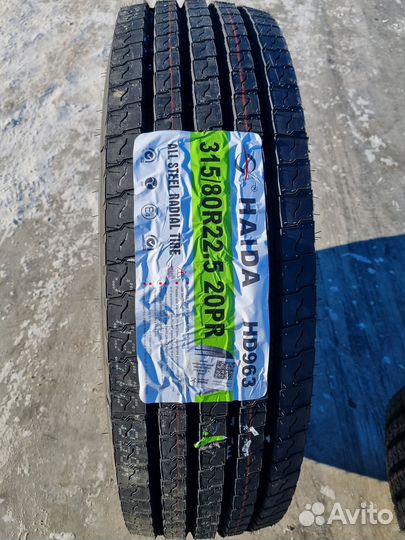 HAIDA HD963
315/80R22.5 20PR
ALL STEEL RADIAL TIRE
Avito